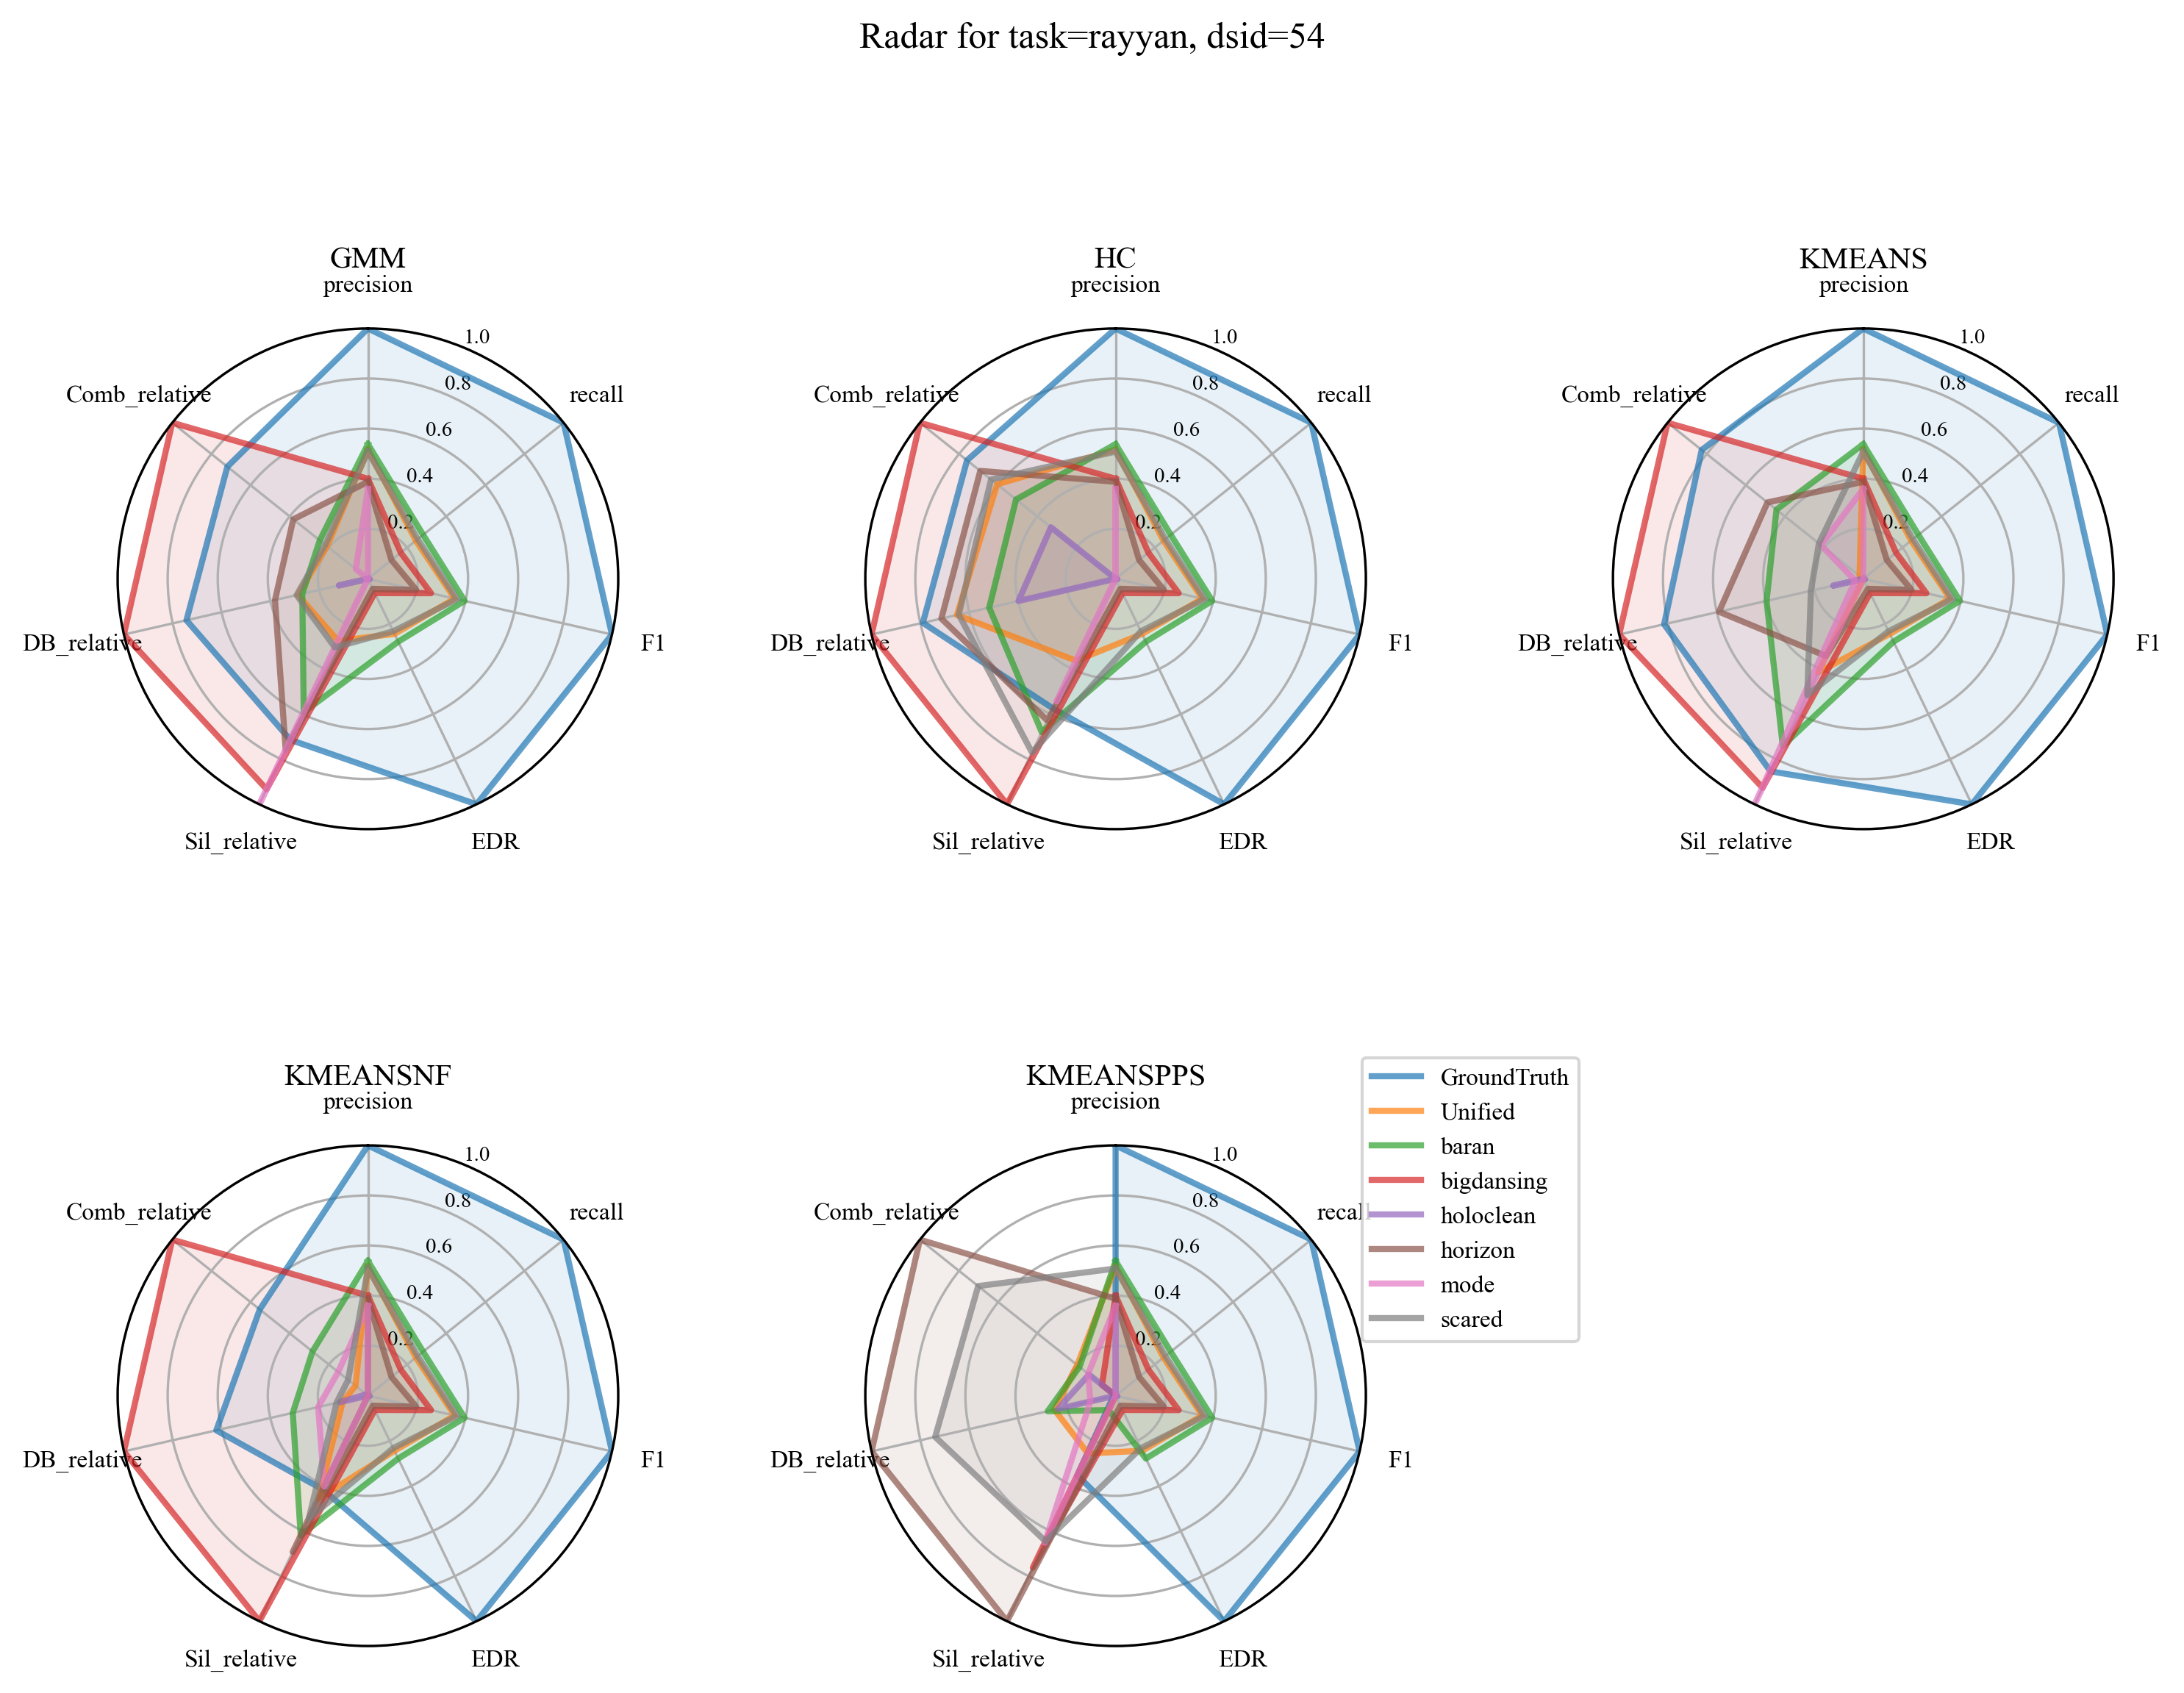 Radar for task=rayyan, dsid=54
GMM
precision
recall
F1
EDR
Sil_relative
DB_relative
Comb_relative
0.2
0.4
0.6
0.8
1.0
HC
precision
recall
F1
EDR
Sil_relative
DB_relative
Comb_relative
0.2
0.4
0.6
0.8
1.0
KMEANS
precision
recall
F1
EDR
Sil_relative
DB_relative
Comb_relative
0.2
0.4
0.6
0.8
1.0
KMEANSNF
precision
recall
F1
EDR
Sil_relative
DB_relative
Comb_relative
0.2
0.4
0.6
0.8
1.0
KMEANSPPS
precision
recall
F1
EDR
Sil_relative
DB_relative
Comb_relative
0.2
0.4
0.6
0.8
1.0
GroundTruth
Unified
baran
bigdansing
holoclean
horizon
mode
scared